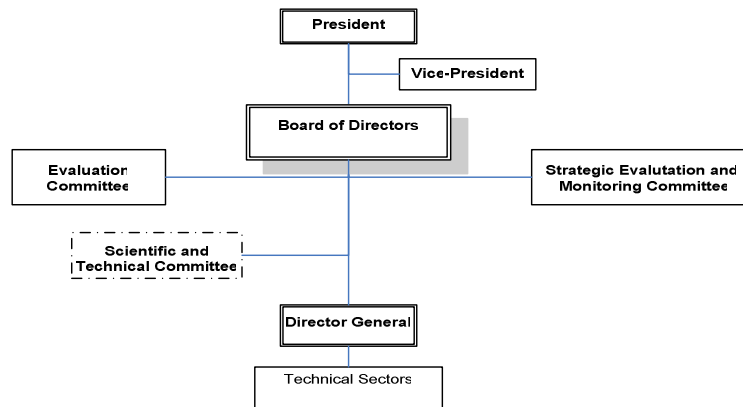 President
Vice-President
Board of Directors
Evaluation
Committee
Strategic Evalutation and
Monitoring Committee
Scientific and
Technical Committee
Director General
Technical Sectors